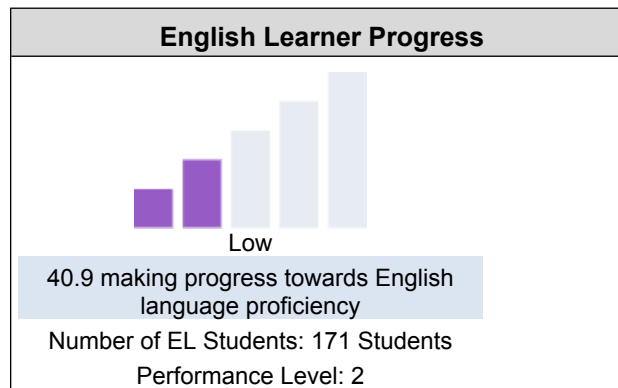 English Learner Progress
Low
40.9 making progress towards English
language proficiency
Number of EL Students: 171 Students
Performance Level: 2